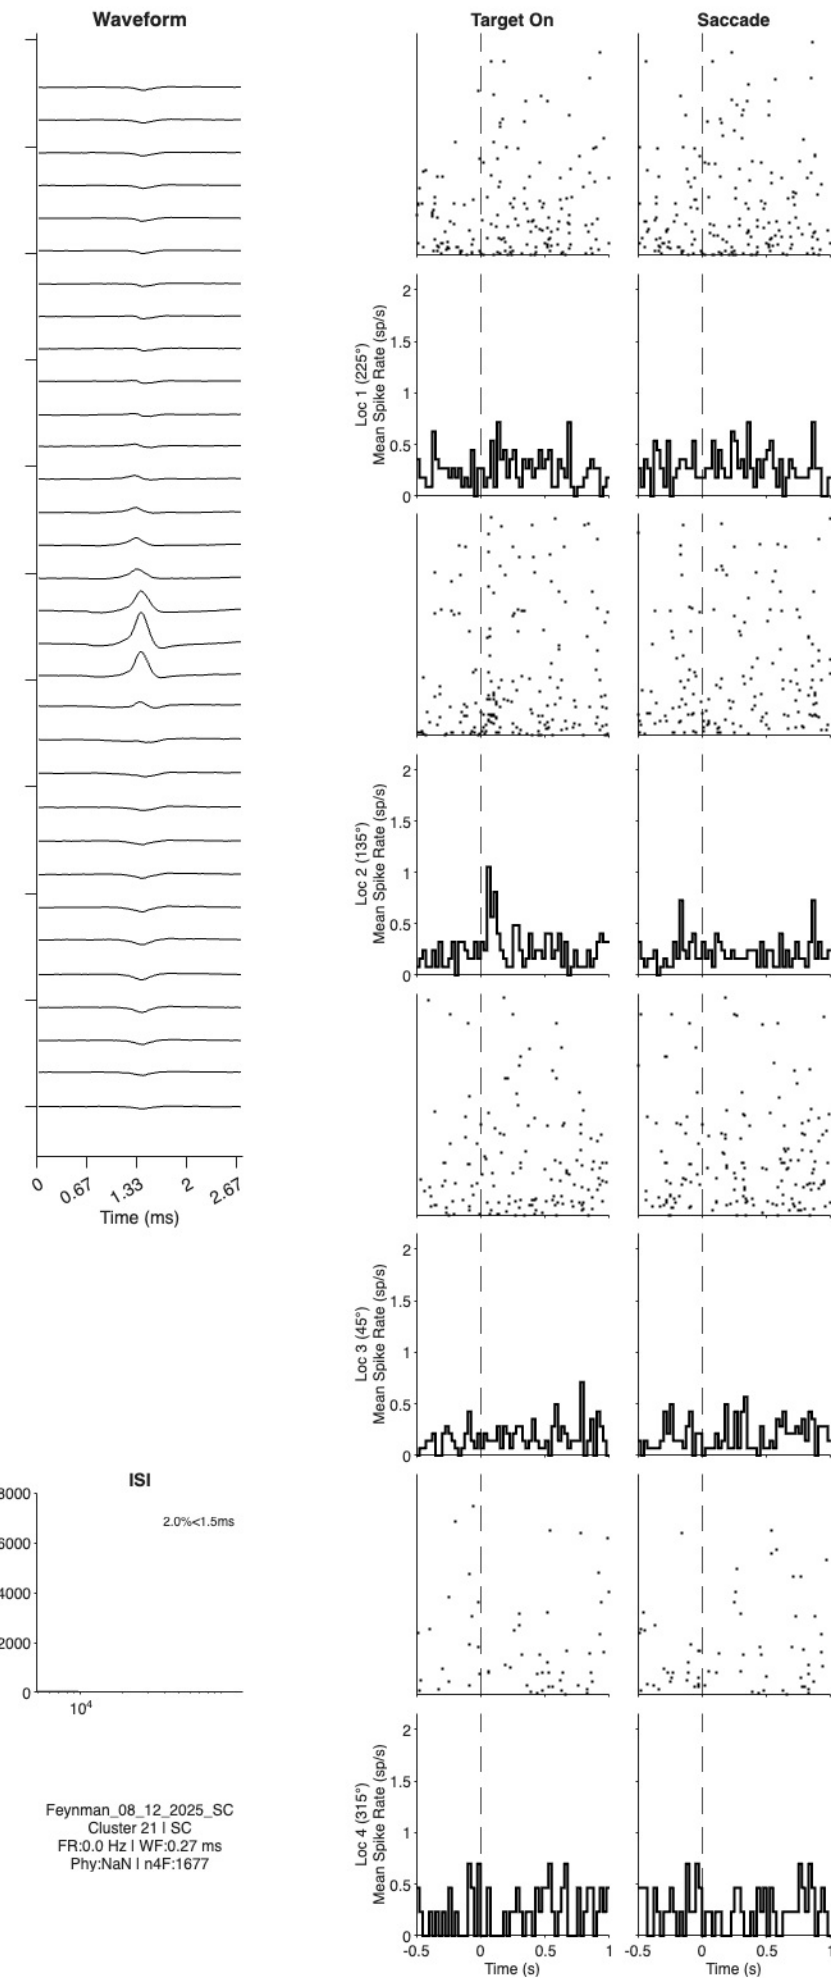 Waveform
Target On
Saccade
2
1.5
1
0.5
0
Loc 1 (225°)
Mean Spike Rate (sp/s)
2
1.5
1
0.5
0
Loc 2 (135°)
Mean Spike Rate (sp/s)
0
0.67
1.33
2
2.67
Time (ms)
2
1.5
1
0.5
0
Loc 3 (45°)
Mean Spike Rate (sp/s)
ISI
8000
6000
4000
2000
0
2.0%<1.5ms
10⁴
Feynman_08_12_2025_SC
Cluster 21 | SC
FR:0.0 Hz | WF:0.27 ms
Phy:NaN | n4F:1677
2
1.5
1
0.5
0
Loc 4 (315°)
Mean Spike Rate (sp/s)
-0.5 0 0.5 1
Time (s)
-0.5 0 0.5 1
Time (s)